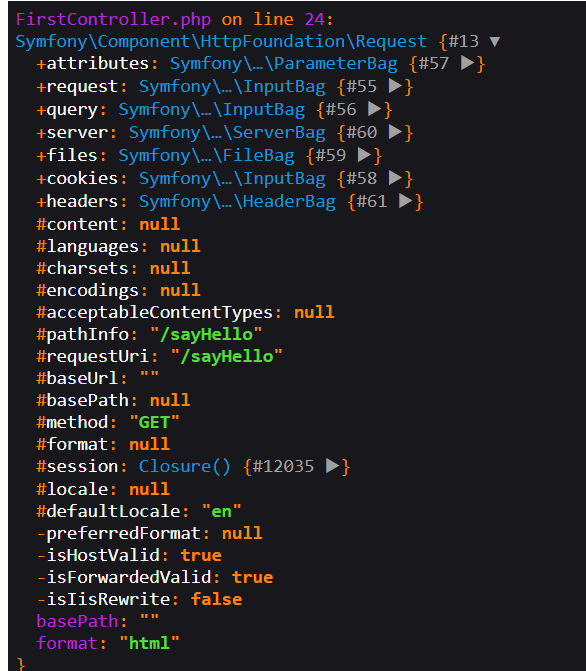 FirstController.php on line 24:
Symfony\Component\HttpFoundation\Request {#13 ▼
+attributes: Symfony\…\ParameterBag {#57 ▶}
+request: Symfony\…\InputBag {#55 ▶}
+query: Symfony\…\InputBag {#56 ▶}
+server: Symfony\…\ServerBag {#60 ▶}
+files: Symfony\…\FileBag {#59 ▶}
+cookies: Symfony\…\InputBag {#58 ▶}
+headers: Symfony\…\HeaderBag {#61 ▶}
#content: null
#languages: null
#charsets: null
#encodings: null
#acceptableContentTypes: null
#pathInfo: "/sayHello"
#requestUri: "/sayHello"
#baseUrl: ""
#basePath: null
#method: "GET"
#format: null
#session: Closure() {#12035 ▶}
#locale: null
#defaultLocale: "en"
-preferredFormat: null
-isHostValid: true
-isForwardedValid: true
-isIisRewrite: false
basePath: ""
format: "html"
}